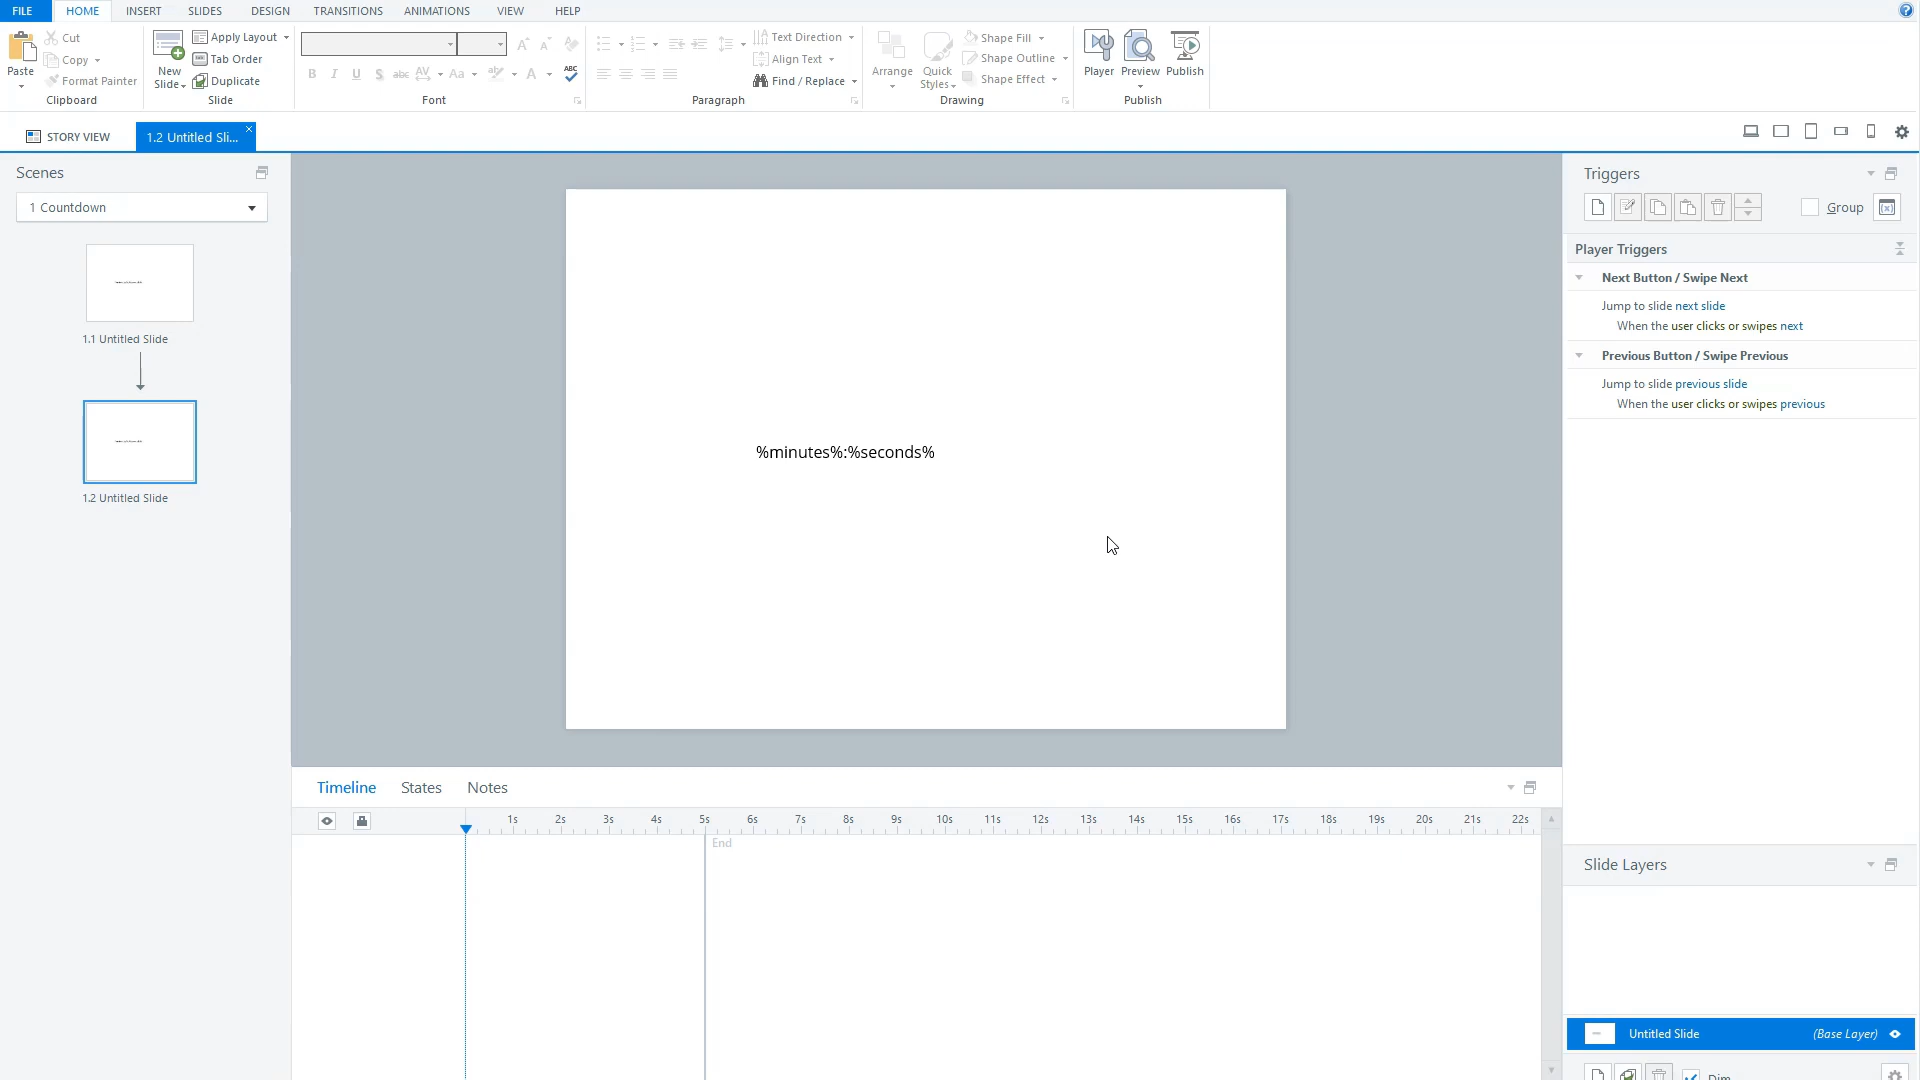 FILE HOME INSERT SLIDES DESIGN TRANSITIONS ANIMATIONS VIEW HELP
Paste Cut Copy Format Painter Clipboard
New Slide Apply Layout Tab Order Duplicate Slide
B I U S abc AV Aa A ABC Font
Text Direction Align Text Find / Replace Paragraph
Arrange Quick Styles Shape Fill Shape Outline Shape Effect Drawing
Player Preview Publish Publish
STORY VIEW 1.2 Untitled Sli...
Scenes
1 Countdown
1.1 Untitled Slide
1.2 Untitled Slide
%minutes%:%seconds%
Timeline States Notes
1s 2s 3s 4s 5s 6s 7s 8s 9s 10s 11s 12s 13s 14s 15s 16s 17s 18s 19s 20s 21s 22s
End
Triggers
Group
Player Triggers
Next Button / Swipe Next
Jump to slide next slide
When the user clicks or swipes next
Previous Button / Swipe Previous
Jump to slide previous slide
When the user clicks or swipes previous
Slide Layers
Untitled Slide (Base Layer)
Dim